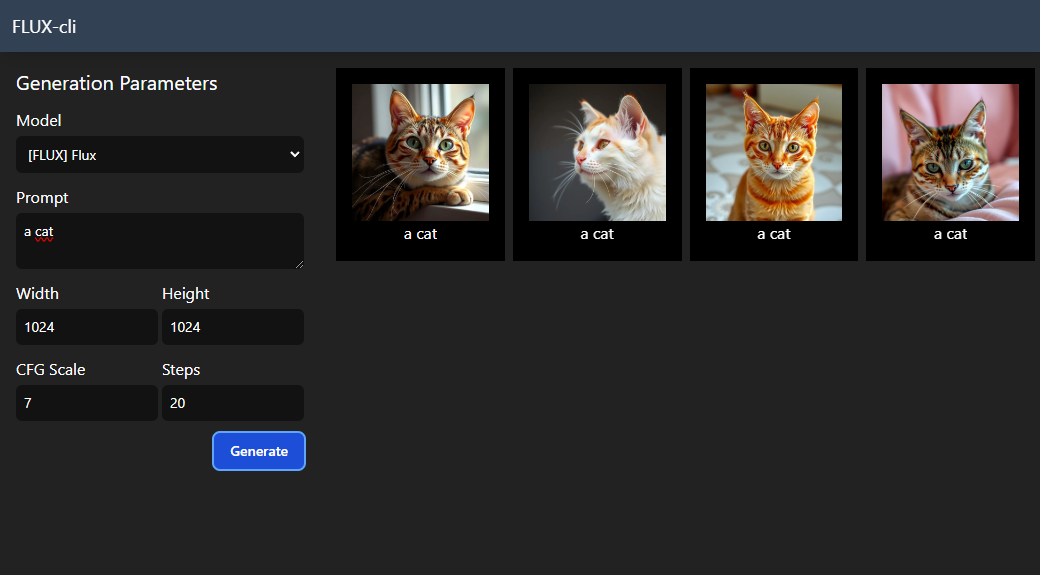 FLUX-cli
Generation Parameters
Model
[FLUX] Flux
Prompt
a cat
Width Height
1024 1024
CFG Scale Steps
7 20
Generate
a cat a cat a cat a cat